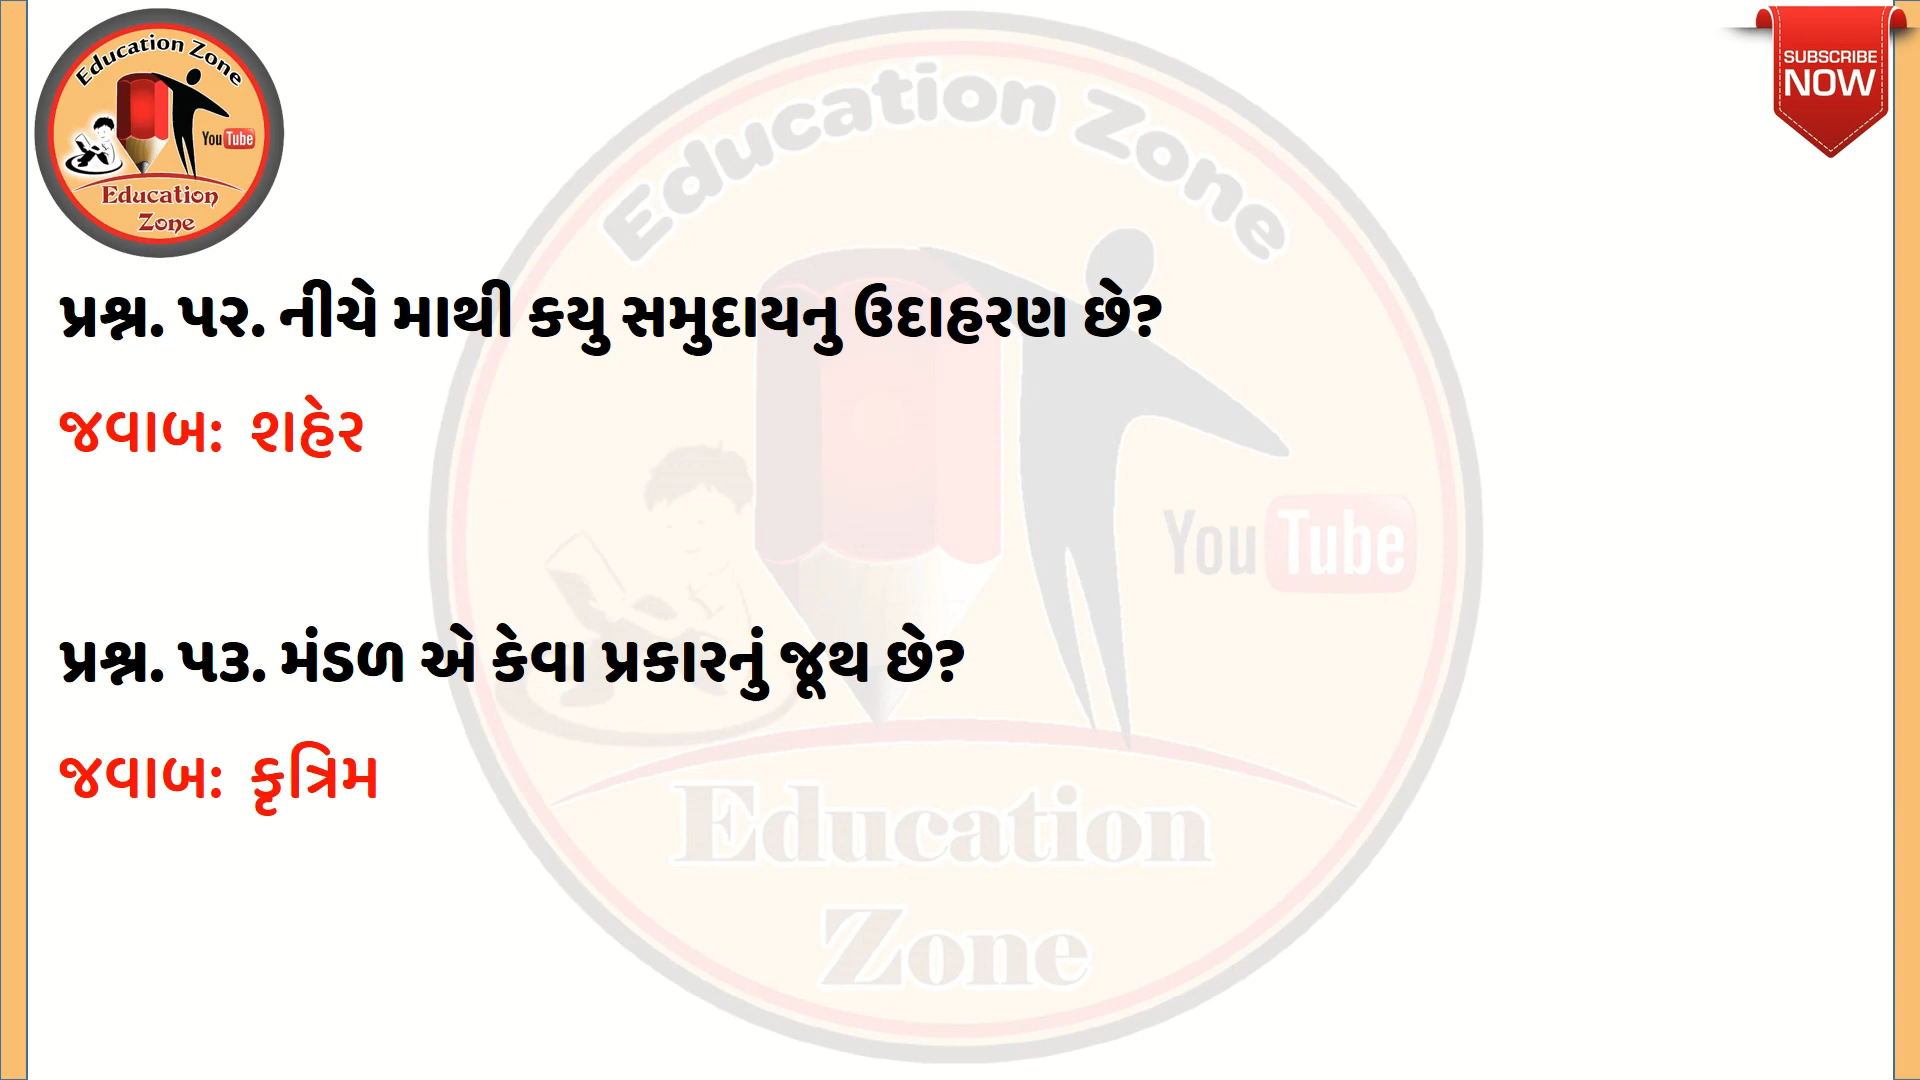 Education Zone
You Tube
Education
Zone
SUBSCRIBE
NOW
Education Zone
પ્રશ્ન. ૫૨. નીચે માથી કયુ સમુદાયનુ ઉદાહરણ છે?
જવાબ: શહેર
You Tube
પ્રશ્ન. ૫૩. મંડળ એ કેવા પ્રકારનું જૂથ છે?
જવાબ: કૃત્રિમ
Education
Zone